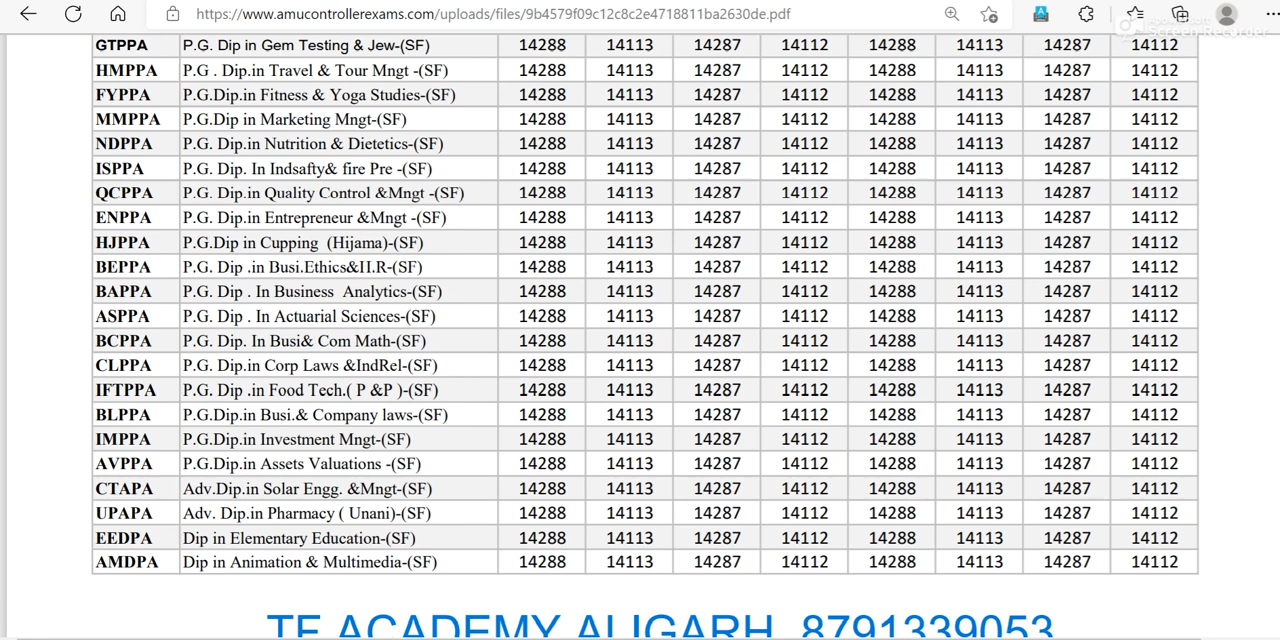 https://www.amucontrollerexams.com/uploads/files/9b4579f09c12c8c2e4718811ba2630de.pdf
Apowersoft
Screen Recorder
GTPPA P.G. Dip in Gem Testing & Jew-(SF) 14288 14113 14287 14112 14288 14113 14287 14112
HMPPA P.G . Dip.in Travel & Tour Mngt -(SF) 14288 14113 14287 14112 14288 14113 14287 14112
FYPPA P.G.Dip.in Fitness & Yoga Studies-(SF) 14288 14113 14287 14112 14288 14113 14287 14112
MMPPA P.G.Dip in Marketing Mngt-(SF) 14288 14113 14287 14112 14288 14113 14287 14112
NDPPA P.G. Dip.in Nutrition & Dietetics-(SF) 14288 14113 14287 14112 14288 14113 14287 14112
ISPPA P.G. Dip. In Indsafty& fire Pre -(SF) 14288 14113 14287 14112 14288 14113 14287 14112
QCPPA P.G. Dip.in Quality Control &Mngt -(SF) 14288 14113 14287 14112 14288 14113 14287 14112
ENPPA P.G. Dip.in Entrepreneur &Mngt -(SF) 14288 14113 14287 14112 14288 14113 14287 14112
HJPPA P.G.Dip in Cupping (Hijama)-(SF) 14288 14113 14287 14112 14288 14113 14287 14112
BEPPA P.G. Dip .in Busi.Ethics&II.R-(SF) 14288 14113 14287 14112 14288 14113 14287 14112
BAPPA P.G. Dip . In Business Analytics-(SF) 14288 14113 14287 14112 14288 14113 14287 14112
ASPPA P.G. Dip . In Actuarial Sciences-(SF) 14288 14113 14287 14112 14288 14113 14287 14112
BCPPA P.G. Dip. In Busi& Com Math-(SF) 14288 14113 14287 14112 14288 14113 14287 14112
CLPPA P.G. Dip.in Corp Laws &IndRel-(SF) 14288 14113 14287 14112 14288 14113 14287 14112
IFTPPA P.G. Dip .in Food Tech.( P &P )-(SF) 14288 14113 14287 14112 14288 14113 14287 14112
BLPPA P.G.Dip.in Busi.& Company laws-(SF) 14288 14113 14287 14112 14288 14113 14287 14112
IMPPA P.G.Dip.in Investment Mngt-(SF) 14288 14113 14287 14112 14288 14113 14287 14112
AVPPA P.G.Dip.in Assets Valuations -(SF) 14288 14113 14287 14112 14288 14113 14287 14112
CTAPA Adv.Dip.in Solar Engg. &Mngt-(SF) 14288 14113 14287 14112 14288 14113 14287 14112
UPAPA Adv. Dip.in Pharmacy ( Unani)-(SF) 14288 14113 14287 14112 14288 14113 14287 14112
EEDPA Dip in Elementary Education-(SF) 14288 14113 14287 14112 14288 14113 14287 14112
AMDPA Dip in Animation & Multimedia-(SF) 14288 14113 14287 14112 14288 14113 14287 14112
TE ACADEMY ALIGARH 8791339053